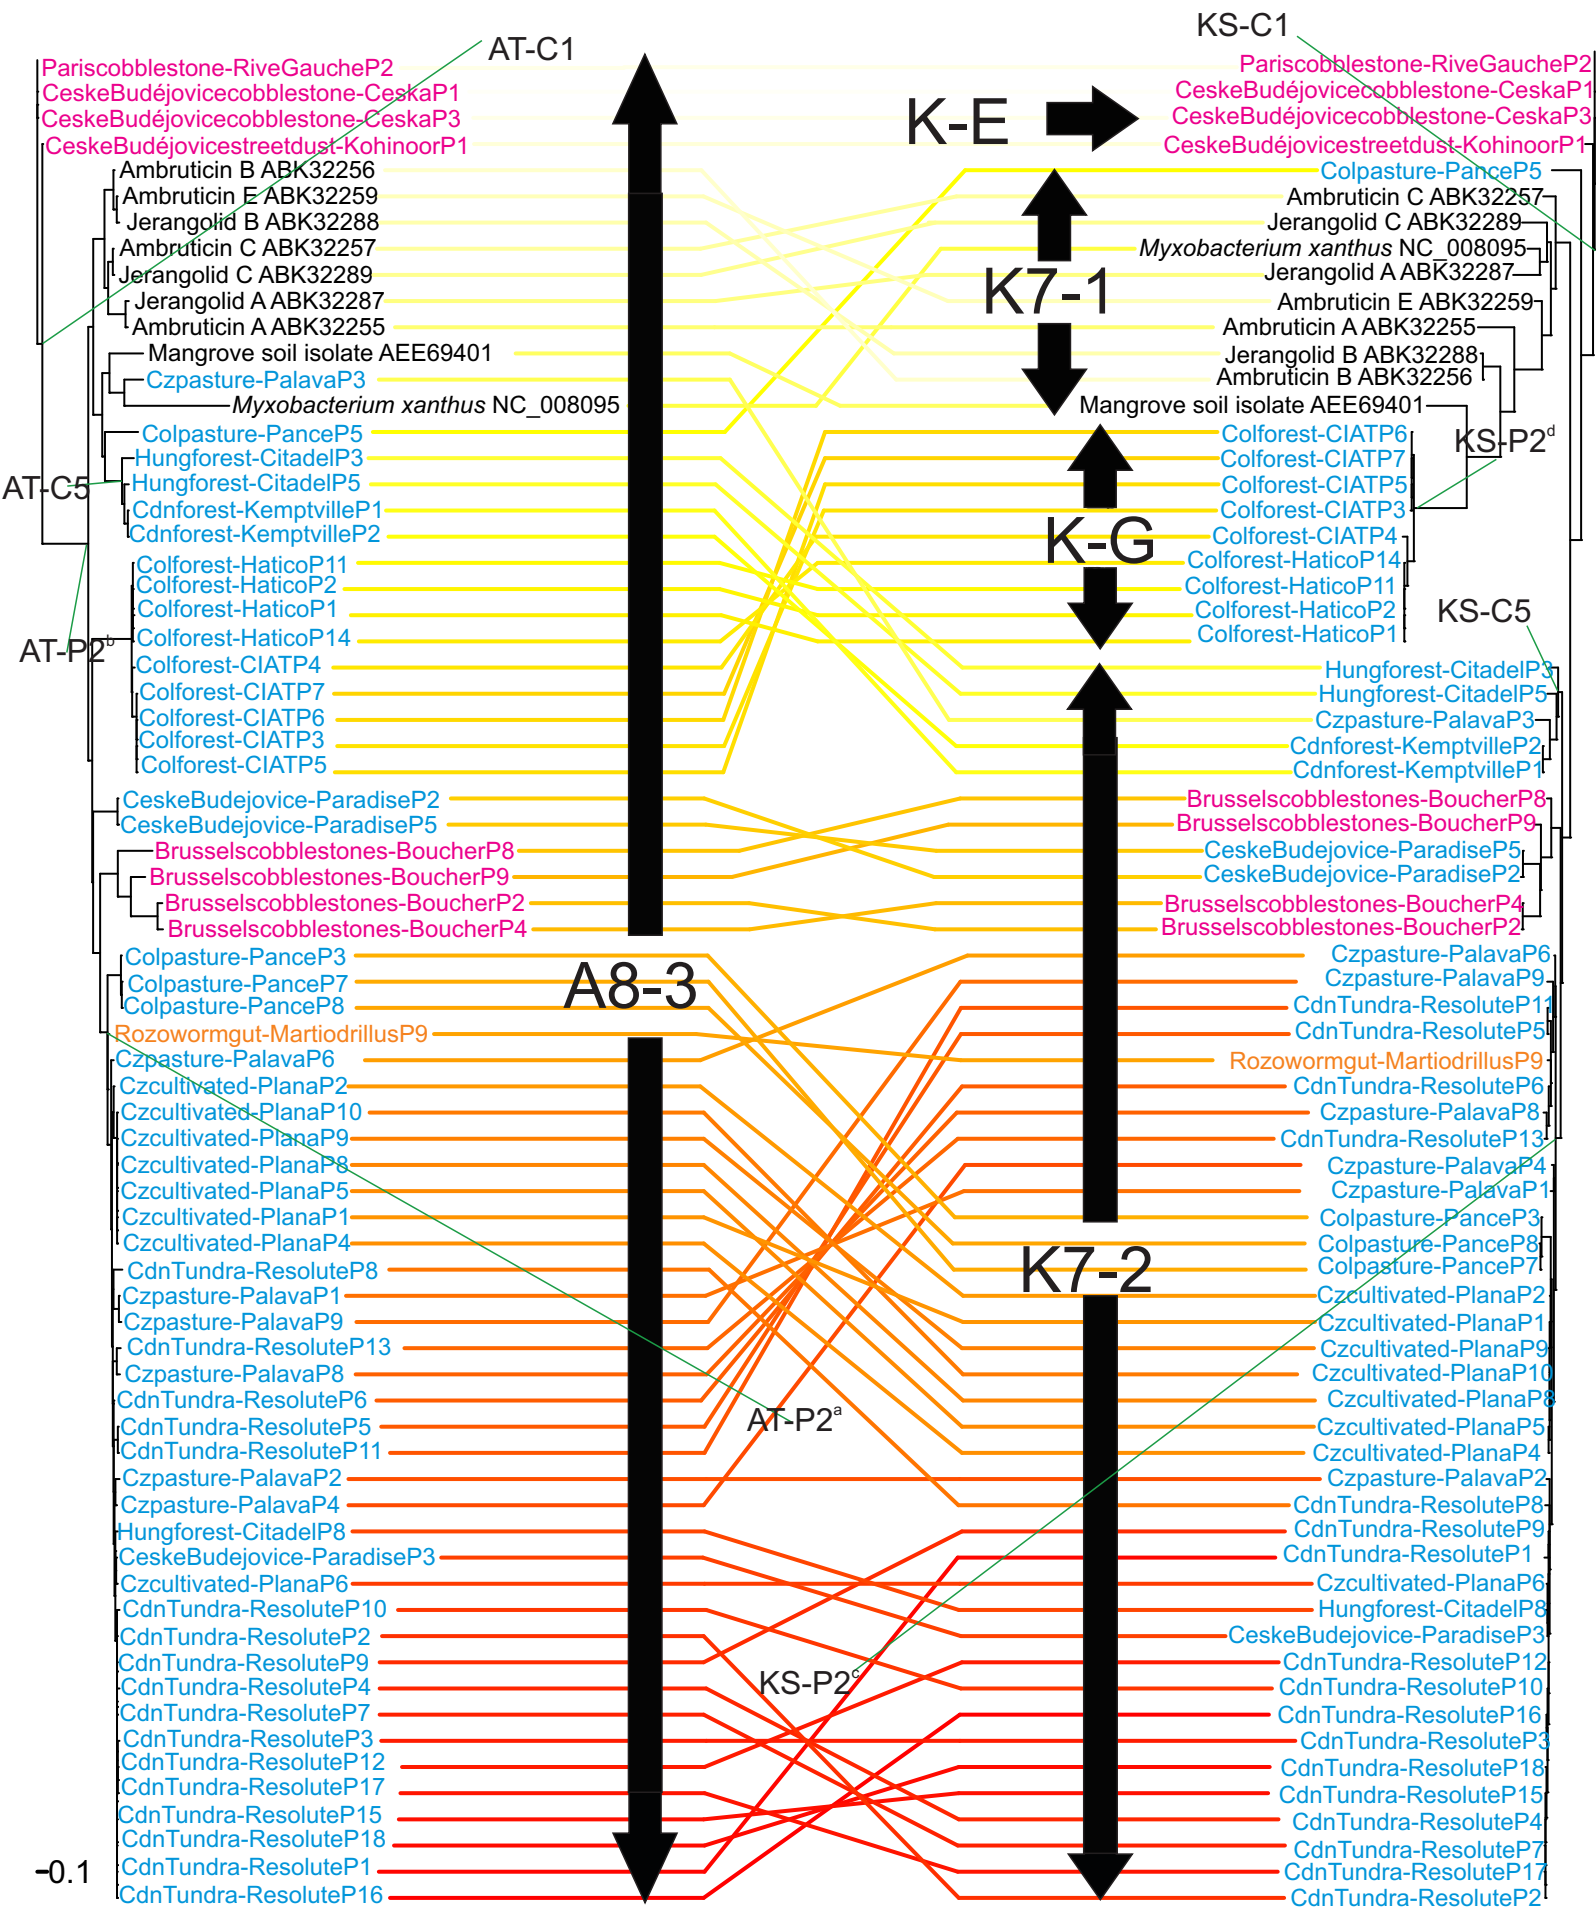 AT-C1
KS-C1
Pariscobblestone-RiveGaucheP2
CeskeBudéjovicecobblestone-CeskaP1
CeskeBudéjovicecobblestone-CeskaP3
CeskeBudéjovicestreetdust-KohinoorP1
Ambruticin B ABK32256
Ambruticin E ABK32259
Jerangolid B ABK32288
Ambruticin C ABK32257
Jerangolid C ABK32289
Jerangolid A ABK32287
Ambruticin A ABK32255
Mangrove soil isolate AEE69401
Czpasture-PalavaP3
Myxobacterium xanthus NC_008095
Colpasture-PanceP5
Hungforest-CitadelP3
Hungforest-CitadelP5
Cdnforest-KemptvilleP1
Cdnforest-KemptvilleP2
Colforest-HaticoP11
Colforest-HaticoP2
Colforest-HaticoP1
Colforest-HaticoP14
Colforest-CIATP4
Colforest-CIATP7
Colforest-CIATP6
Colforest-CIATP3
Colforest-CIATP5
CeskeBudejovice-ParadiseP2
CeskeBudejovice-ParadiseP5
Brusselscobblestones-BoucherP8
Brusselscobblestones-BoucherP9
Brusselscobblestones-BoucherP2
Brusselscobblestones-BoucherP4
Colpasture-PanceP3
Colpasture-PanceP7
Colpasture-PanceP8
Rozowormgut-MartiodrillusP9
Czpasture-PalavaP6
Czcultivated-PlanaP2
Czcultivated-PlanaP10
Czcultivated-PlanaP9
Czcultivated-PlanaP8
Czcultivated-PlanaP5
Czcultivated-PlanaP1
Czcultivated-PlanaP4
CdnTundra-ResoluteP8
Czpasture-PalavaP1
Czpasture-PalavaP9
CdnTundra-ResoluteP13
Czpasture-PalavaP8
CdnTundra-ResoluteP6
CdnTundra-ResoluteP5
CdnTundra-ResoluteP11
Czpasture-PalavaP2
Czpasture-PalavaP4
Hungforest-CitadelP8
CeskeBudejovice-ParadiseP3
Czcultivated-PlanaP6
CdnTundra-ResoluteP10
CdnTundra-ResoluteP2
CdnTundra-ResoluteP9
CdnTundra-ResoluteP4
CdnTundra-ResoluteP7
CdnTundra-ResoluteP3
CdnTundra-ResoluteP12
CdnTundra-ResoluteP17
CdnTundra-ResoluteP15
CdnTundra-ResoluteP18
CdnTundra-ResoluteP1
CdnTundra-ResoluteP16
AT-C5
AT-P2b
0.1
A8-3
AT-P2a
KS-P2c
K-E
K7-1
K-G
K7-2
Pariscobblestone-RiveGaucheP2
CeskeBudéjovicecobblestone-CeskaP1
CeskeBudéjovicecobblestone-CeskaP3
CeskeBudéjovicestreetdust-KohinoorP1
Colpasture-PanceP5
Ambruticin C ABK32257
Jerangolid C ABK32289
Myxobacterium xanthus NC_008095
Jerangolid A ABK32287
Ambruticin E ABK32259
Ambruticin A ABK32255
Jerangolid B ABK32288
Ambruticin B ABK32256
Mangrove soil isolate AEE69401
Colforest-CIATP6
Colforest-CIATP7
Colforest-CIATP5
Colforest-CIATP3
Colforest-CIATP4
Colforest-HaticoP14
Colforest-HaticoP11
Colforest-HaticoP2
Colforest-HaticoP1
KS-P2d
KS-C5
Hungforest-CitadelP3
Hungforest-CitadelP5
Czpasture-PalavaP3
Cdnforest-KemptvilleP2
Cdnforest-KemptvilleP1
Brusselscobblestones-BoucherP8
Brusselscobblestones-BoucherP9
CeskeBudejovice-ParadiseP5
CeskeBudejovice-ParadiseP2
Brusselscobblestones-BoucherP4
Brusselscobblestones-BoucherP2
Czpasture-PalavaP6
Czpasture-PalavaP9
CdnTundra-ResoluteP11
CdnTundra-ResoluteP5
Rozowormgut-MartiodrillusP9
CdnTundra-ResoluteP6
Czpasture-PalavaP8
CdnTundra-ResoluteP13
Czpasture-PalavaP4
Czpasture-PalavaP1
Colpasture-PanceP3
Colpasture-PanceP8
Colpasture-PanceP7
Czcultivated-PlanaP2
Czcultivated-PlanaP1
Czcultivated-PlanaP9
Czcultivated-PlanaP10
Czcultivated-PlanaP8
Czcultivated-PlanaP5
Czcultivated-PlanaP4
Czpasture-PalavaP2
CdnTundra-ResoluteP8
CdnTundra-ResoluteP9
CdnTundra-ResoluteP1
Czcultivated-PlanaP6
Hungforest-CitadelP8
CeskeBudejovice-ParadiseP3
CdnTundra-ResoluteP12
CdnTundra-ResoluteP10
CdnTundra-ResoluteP16
CdnTundra-ResoluteP3
CdnTundra-ResoluteP18
CdnTundra-ResoluteP15
CdnTundra-ResoluteP4
CdnTundra-ResoluteP7
CdnTundra-ResoluteP17
CdnTundra-ResoluteP2